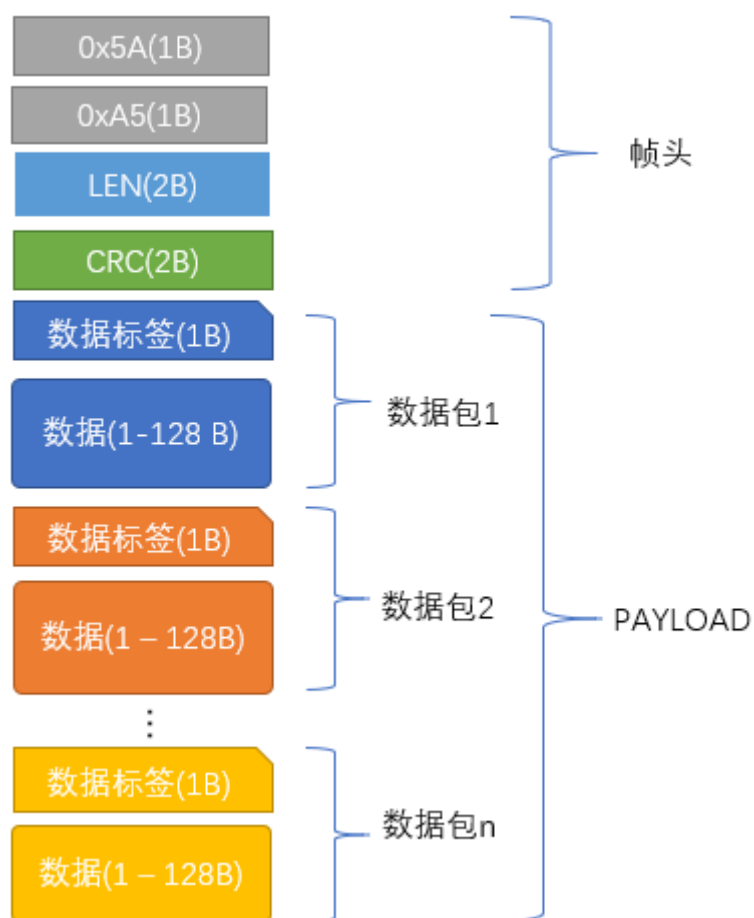 0x5A(1B)
0xA5(1B)
LEN(2B)
CRC(2B)
帧头
数据标签(1B)
数据(1-128 B)
数据包1
数据标签(1B)
数据(1 – 128B)
数据包2
PAYLOAD
⋮
数据标签(1B)
数据(1 – 128B)
数据包n